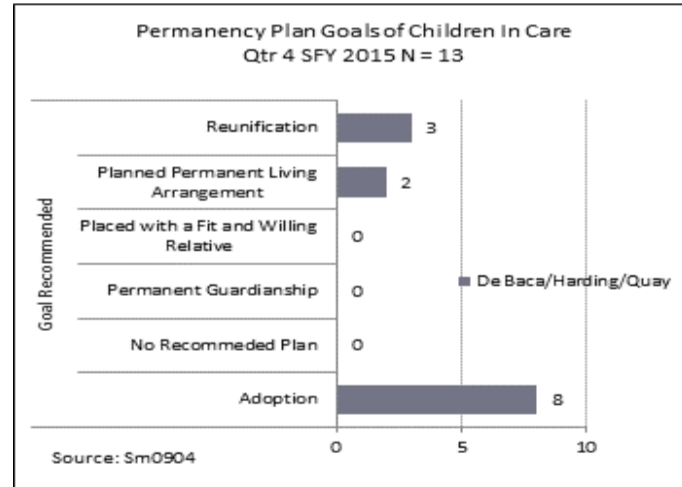 Permanency Plan Goals of Children In Care
Qtr 4 SFY 2015 N = 13
Goal Recommended
Reunification
3
Planned Permanent Living
Arrangement
2
Placed with a Fit and Willing
Relative
0
Permanent Guardianship
0
No Recommeded Plan
0
Adoption
8
De Baca/Harding/Quay
0
5
10
Source: Sm0904